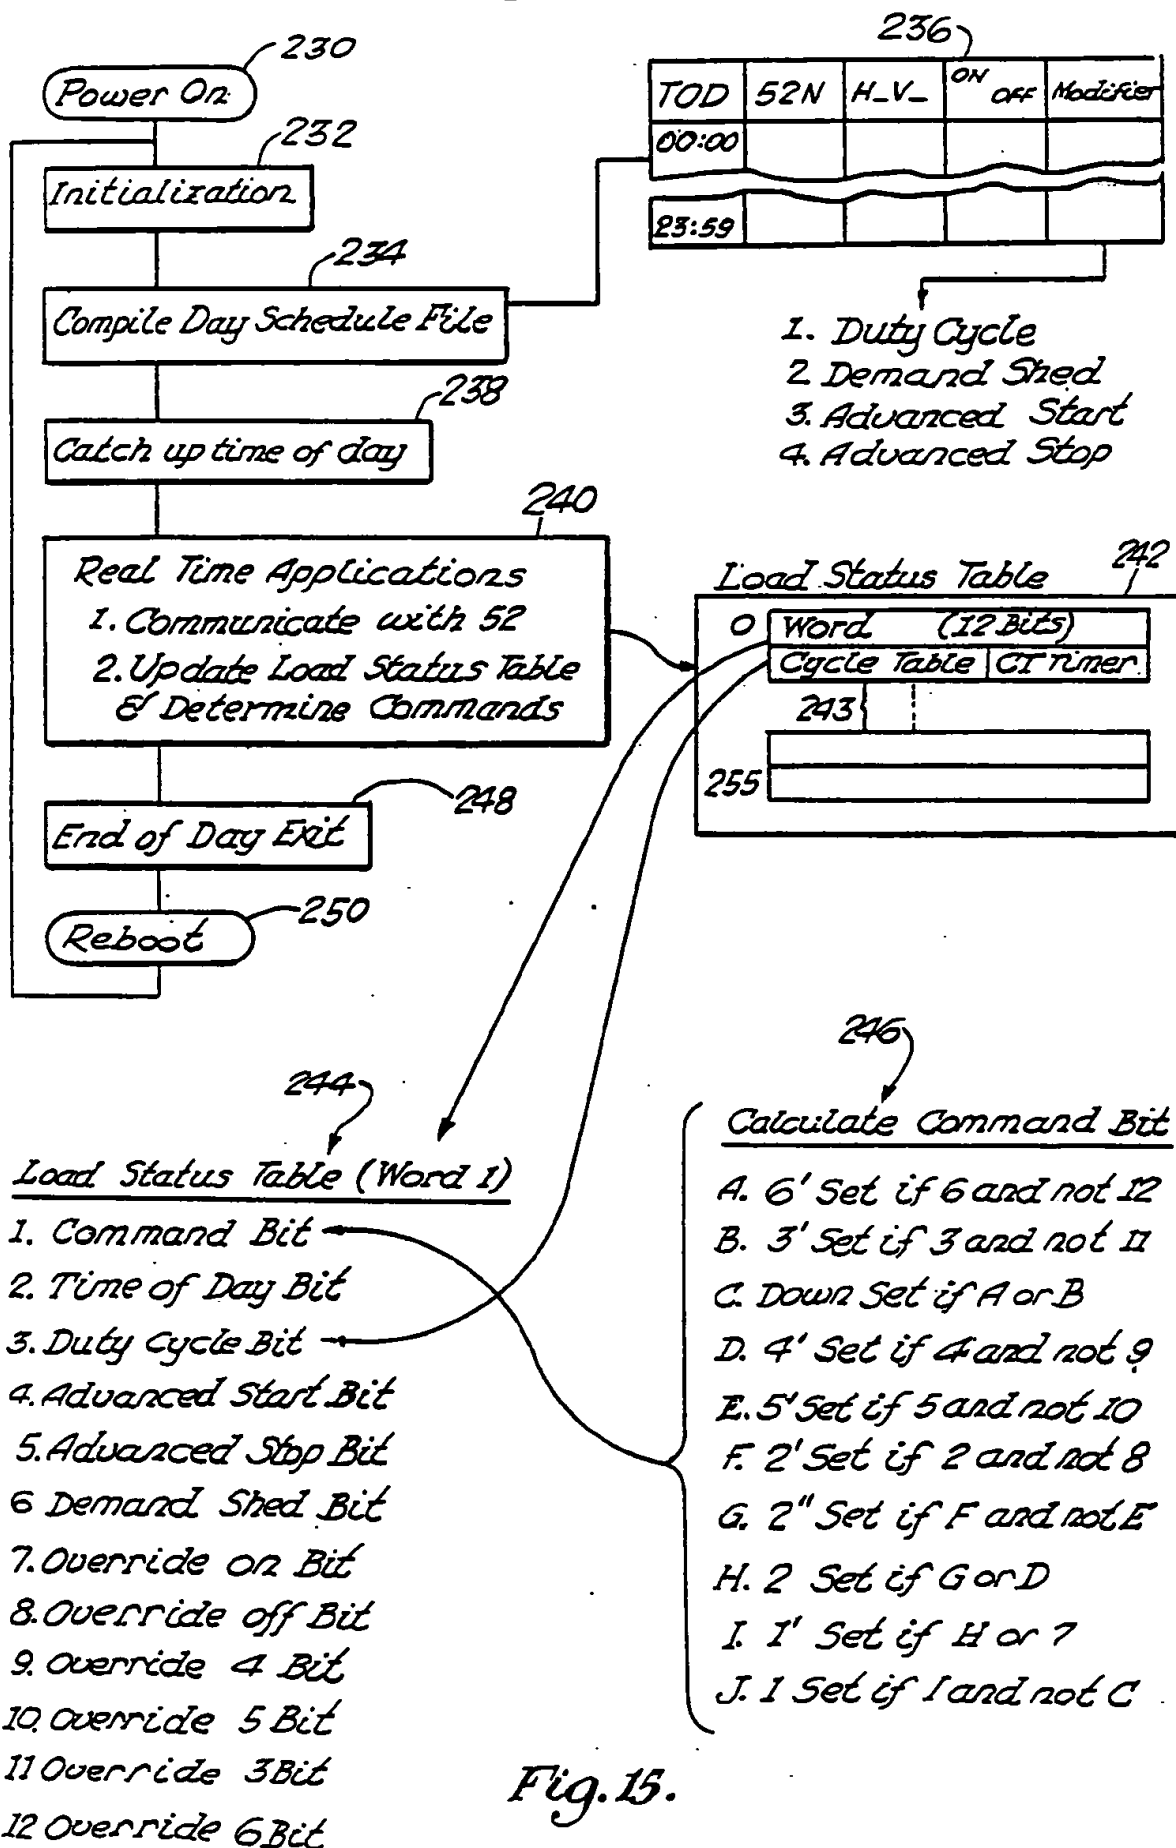 230
Power On
232
Initialization
234
Compile Day Schedule File
238
Catch up time of day
240
Real Time Applications
1. Communicate with 52
2. Update Load Status Table
& Determine Commands
248
End of Day Exit
250
Reboot
236
TOD 52N H_V_ ON OFF Modifier
00:00
23:59
1. Duty Cycle
2 Demand Shed
3. Advanced Start
4. Advanced Stop
242
Load Status Table
0 Word (12 Bits)
Cycle Table CT Timer
243
255
244
Load Status Table (Word 1)
1. Command Bit
2. Time of Day Bit
3. Duty Cycle Bit
4. Advanced Start Bit
5. Advanced Stop Bit
6 Demand Shed Bit
7. Override on Bit
8. Override off Bit
9. Override 4 Bit
10. Override 5 Bit
11 Override 3 Bit
12 Override 6 Bit
246
Calculate Command Bit
A. 6' Set if 6 and not 12
B. 3' Set if 3 and not 11
C. Down Set if A or B
D. 4' Set if 4 and not 9
E. 5' Set if 5 and not 10
F. 2' Set if 2 and not 8
G. 2" Set if F and not E
H. 2 Set if G or D
I. 1' Set if H or 7
J. 1 Set if I and not C
Fig. 15.